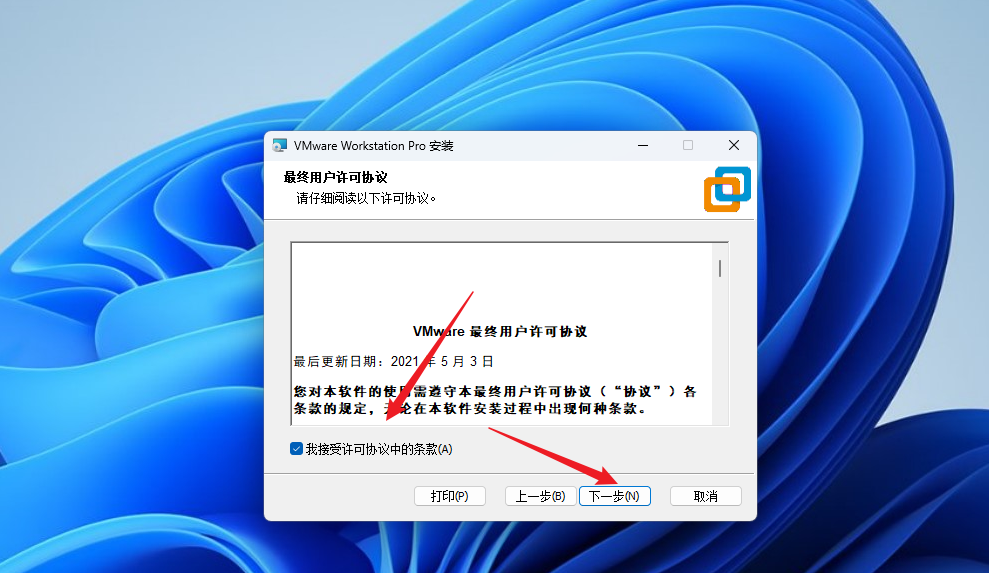 VMware Workstation Pro 安装
最终用户许可协议
请仔细阅读以下许可协议。
VMware 最终用户许可协议
最后更新日期：2021 年 5 月 3 日
您对本软件的使用需遵守本最终用户许可协议（“协议”）各
条款的规定，无论在本软件安装过程中出现何种条款。
我接受许可协议中的条款(A)
打印(P)
上一步(B)
下一步(N)
取消